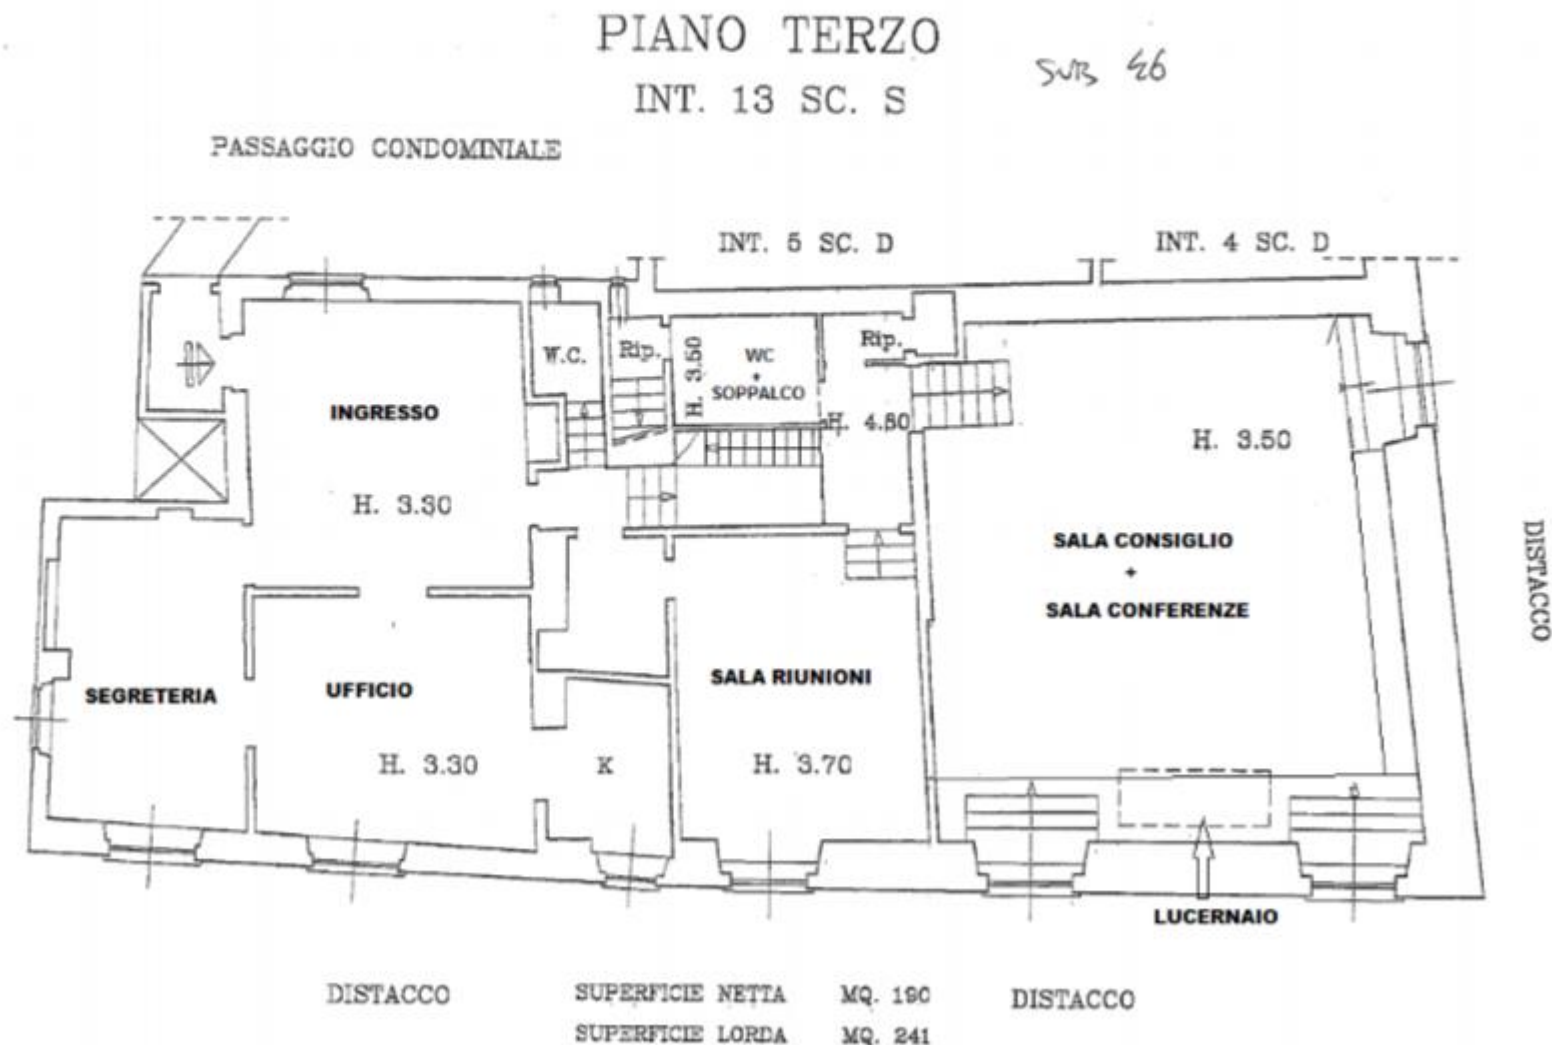 PIANO TERZO
SUB 46
INT. 13 SC. S
PASSAGGIO CONDOMINIALE
INT. 5 SC. D
INT. 4 SC. D
W.C.
Rip.
H. 3.50
WC
+
SOPPALCO
Rip.
INGRESSO
H. 4.80
H. 3.50
H. 3.30
SALA CONSIGLIO
+
SALA CONFERENZE
DISTACCO
SEGRETERIA
UFFICIO
SALA RIUNIONI
H. 3.30
K
H. 3.70
LUCERNAIO
DISTACCO
SUPERFICIE NETTA MQ. 190
DISTACCO
SUPERFICIE LORDA MQ. 241